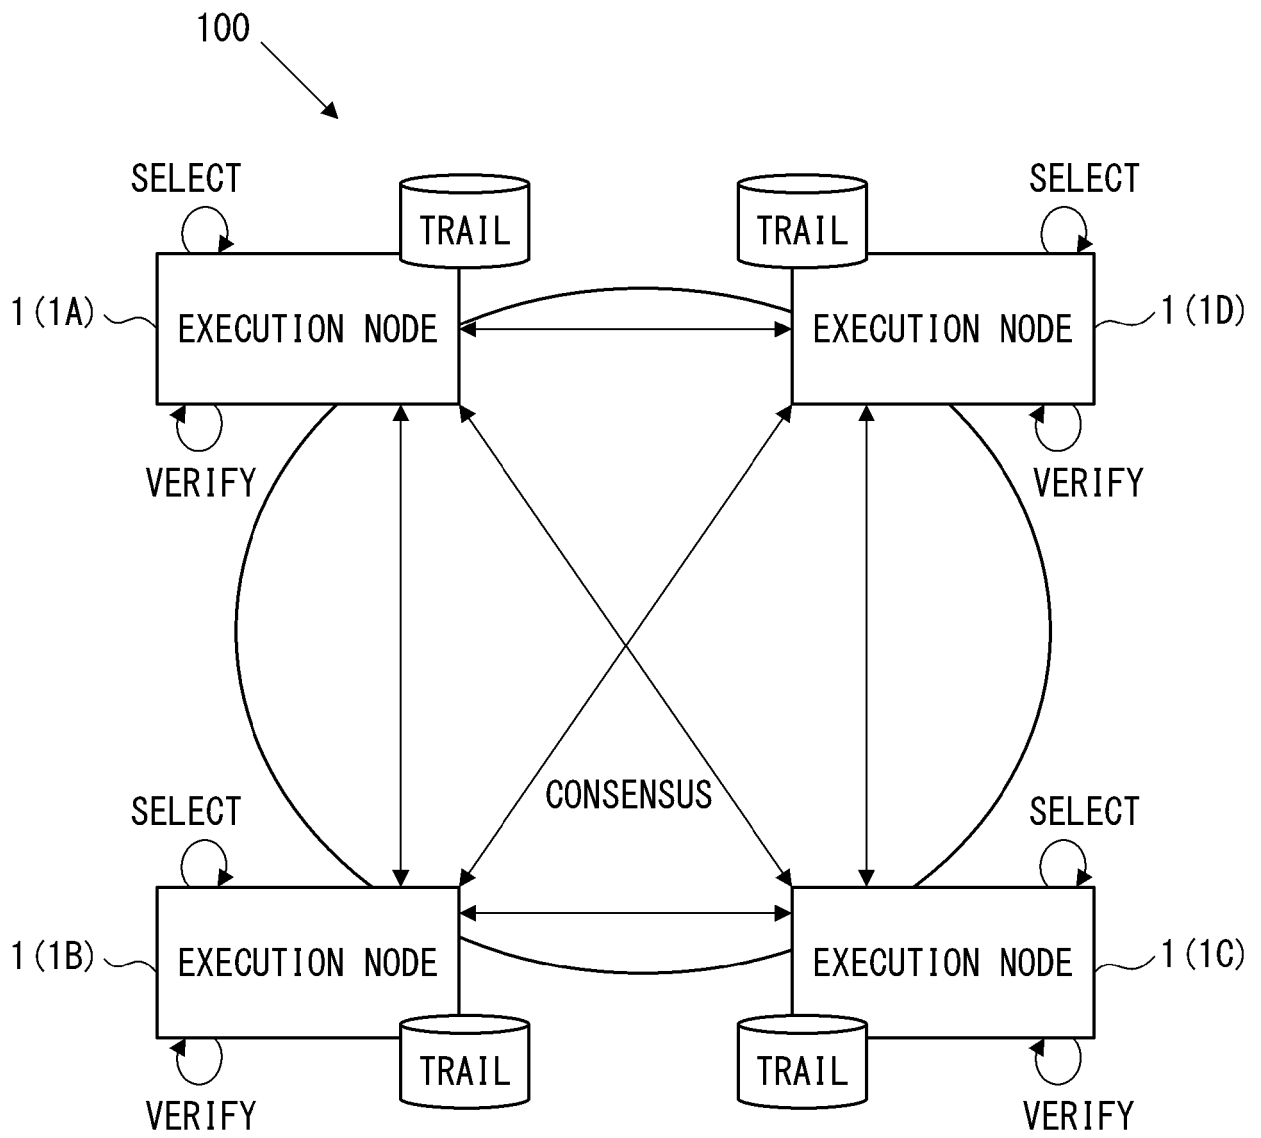 100
SELECT
SELECT
TRAIL
TRAIL
1(1A)
EXECUTION NODE
EXECUTION NODE
1(1D)
VERIFY
VERIFY
CONSENSUS
SELECT
SELECT
1(1B)
EXECUTION NODE
EXECUTION NODE
1(1C)
TRAIL
TRAIL
VERIFY
VERIFY